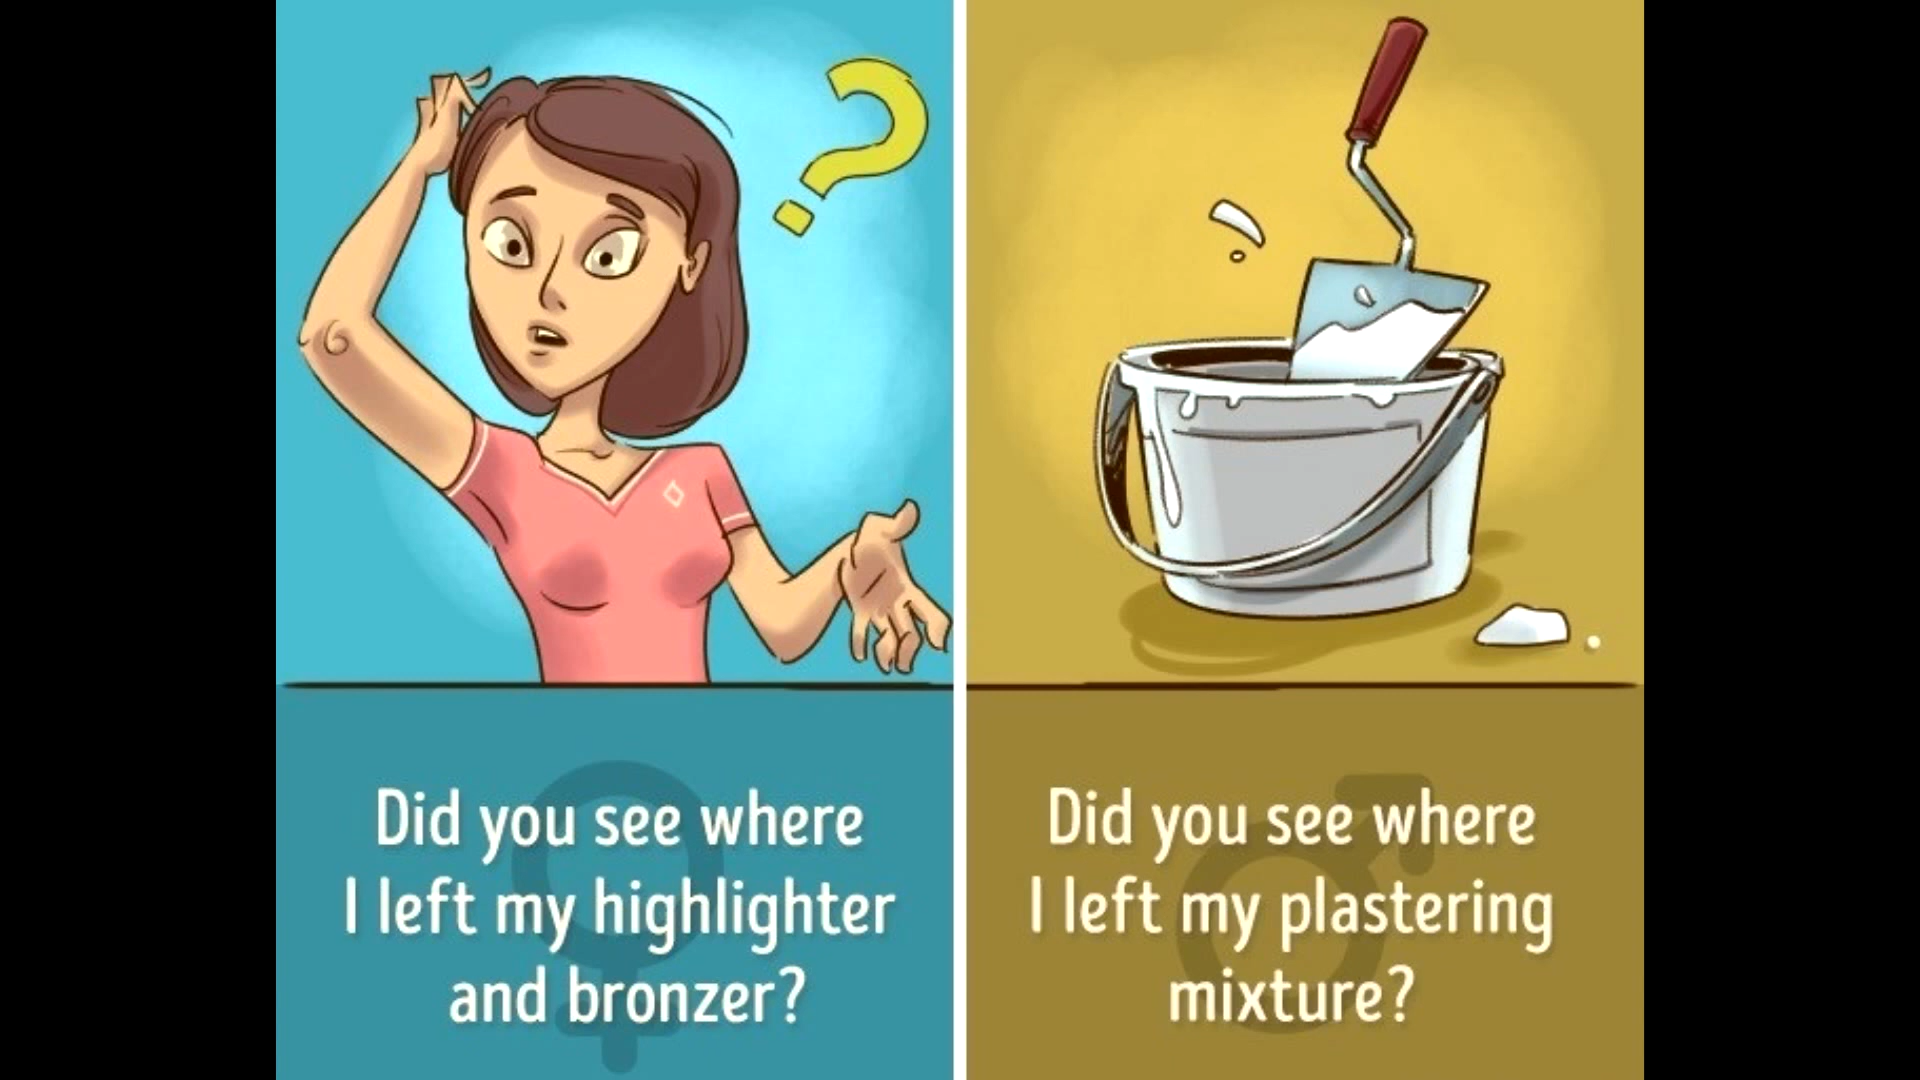 Did you see where
I left my highlighter
and bronzer?
Did you see where
I left my plastering
mixture?